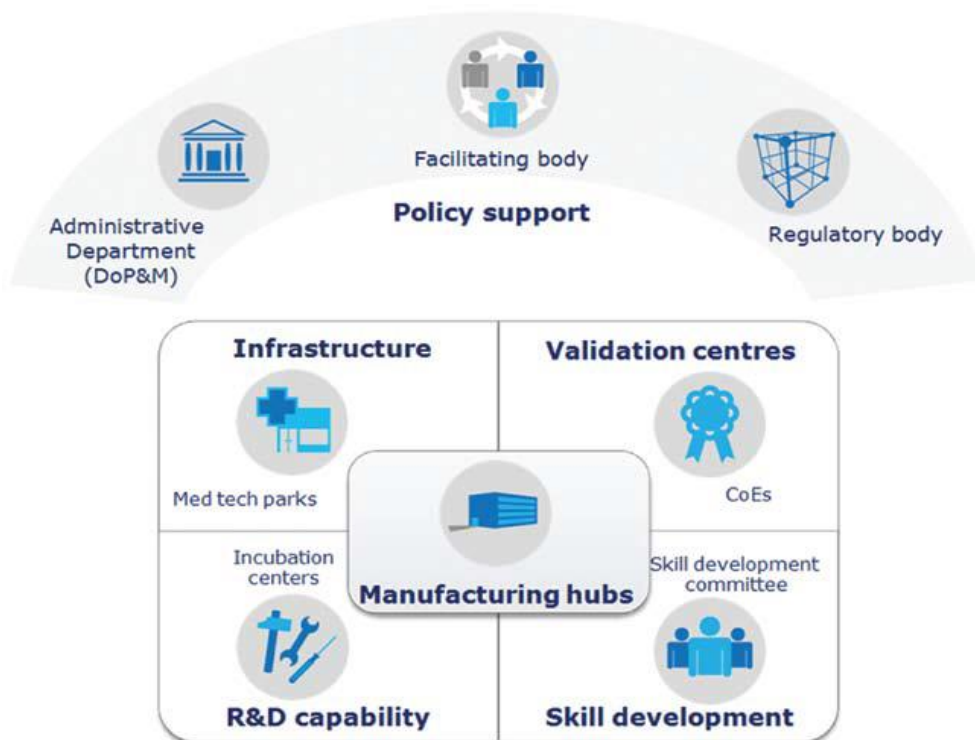 Facilitating body
Policy support
Administrative
Department
(DoP&M)
Regulatory body
Infrastructure
Validation centres
Med tech parks
CoEs
Manufacturing hubs
Incubation
centers
Skill development
committee
R&D capability
Skill development